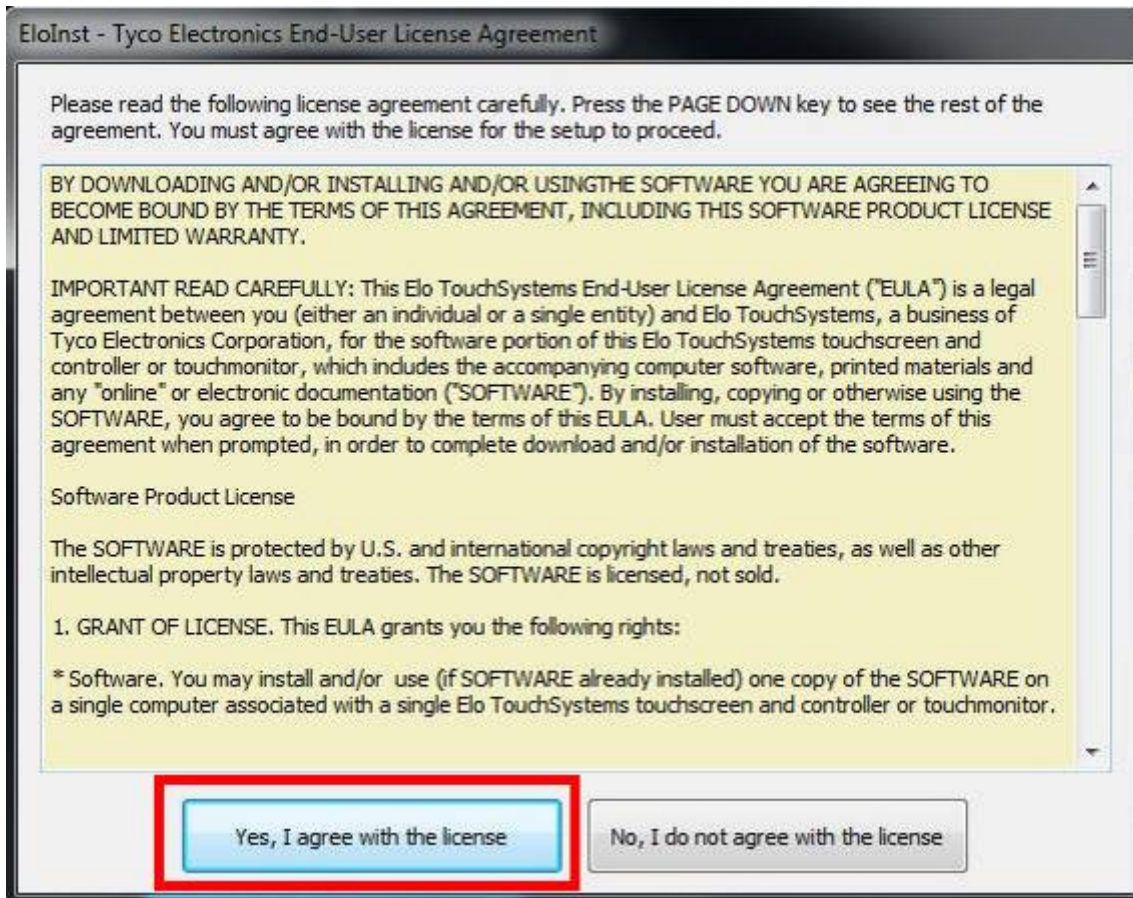 EloInst - Tyco Electronics End-User License Agreement
Please read the following license agreement carefully. Press the PAGE DOWN key to see the rest of the
agreement. You must agree with the license for the setup to proceed.
BY DOWNLOADING AND/OR INSTALLING AND/OR USINGTHE SOFTWARE YOU ARE AGREEING TO
BECOME BOUND BY THE TERMS OF THIS AGREEMENT, INCLUDING THIS SOFTWARE PRODUCT LICENSE
AND LIMITED WARRANTY.
IMPORTANT READ CAREFULLY: This Elo TouchSystems End-User License Agreement ("EULA") is a legal
agreement between you (either an individual or a single entity) and Elo TouchSystems, a business of
Tyco Electronics Corporation, for the software portion of this Elo TouchSystems touchscreen and
controller or touchmonitor, which includes the accompanying computer software, printed materials and
any "online" or electronic documentation ("SOFTWARE"). By installing, copying or otherwise using the
SOFTWARE, you agree to be bound by the terms of this EULA. User must accept the terms of this
agreement when prompted, in order to complete download and/or installation of the software.
Software Product License
The SOFTWARE is protected by U.S. and international copyright laws and treaties, as well as other
intellectual property laws and treaties. The SOFTWARE is licensed, not sold.
1. GRANT OF LICENSE. This EULA grants you the following rights:
* Software. You may install and/or use (if SOFTWARE already installed) one copy of the SOFTWARE on
a single computer associated with a single Elo TouchSystems touchscreen and controller or touchmonitor.
Yes, I agree with the license
No, I do not agree with the license